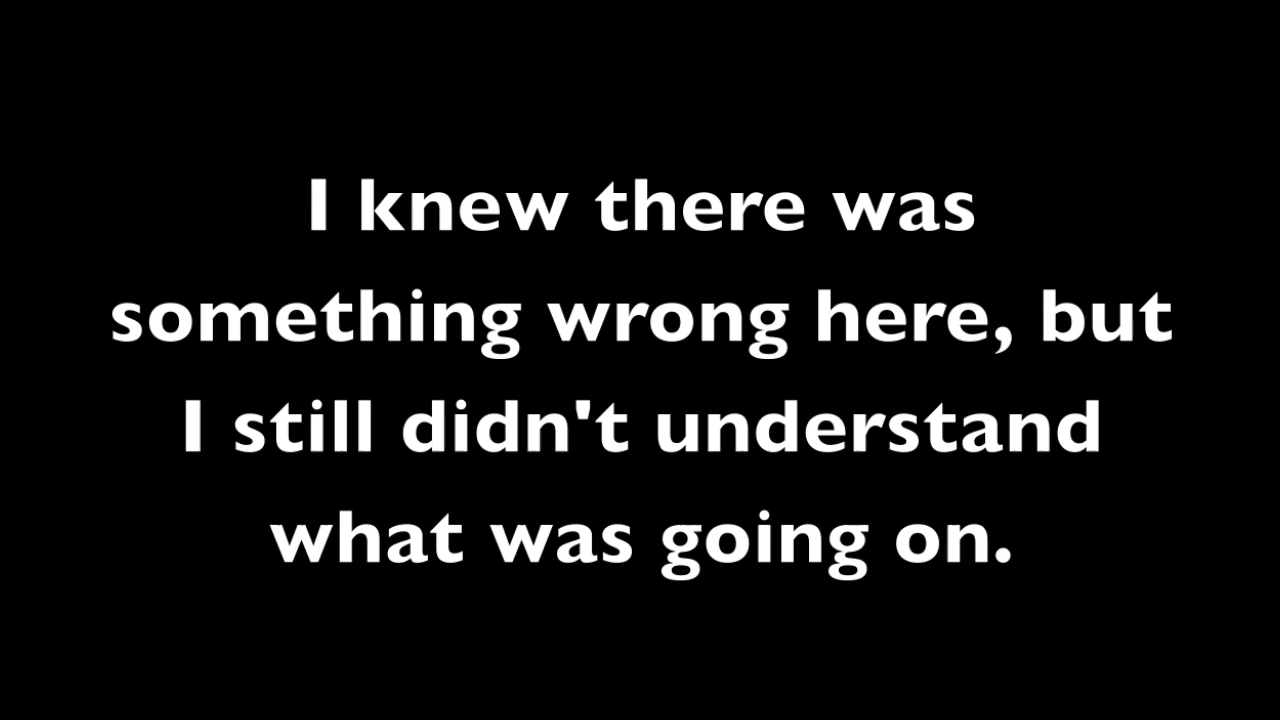 I knew there was
something wrong here, but
I still didn't understand
what was going on.